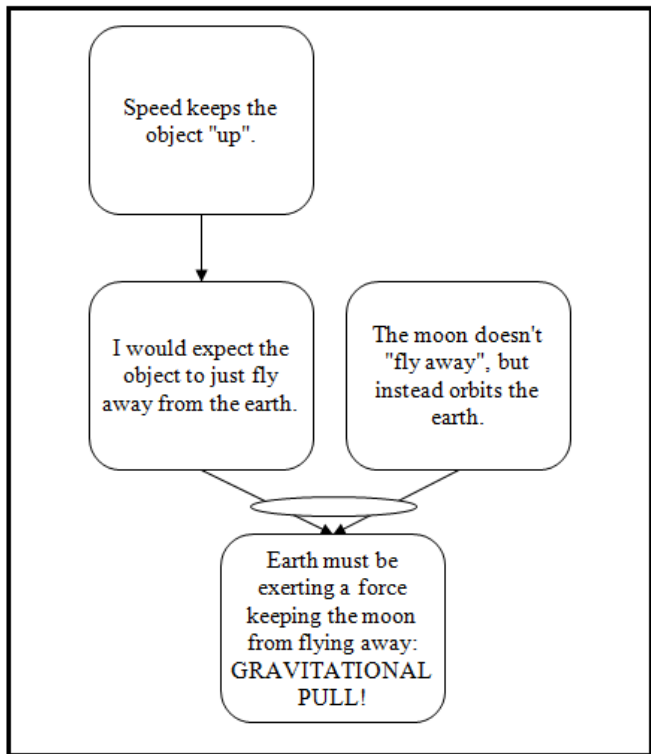 Speed keeps the
object "up".
I would expect the
object to just fly
away from the earth.
The moon doesn't
"fly away", but
instead orbits the
earth.
Earth must be
exerting a force
keeping the moon
from flying away:
GRAVITATIONAL
PULL!